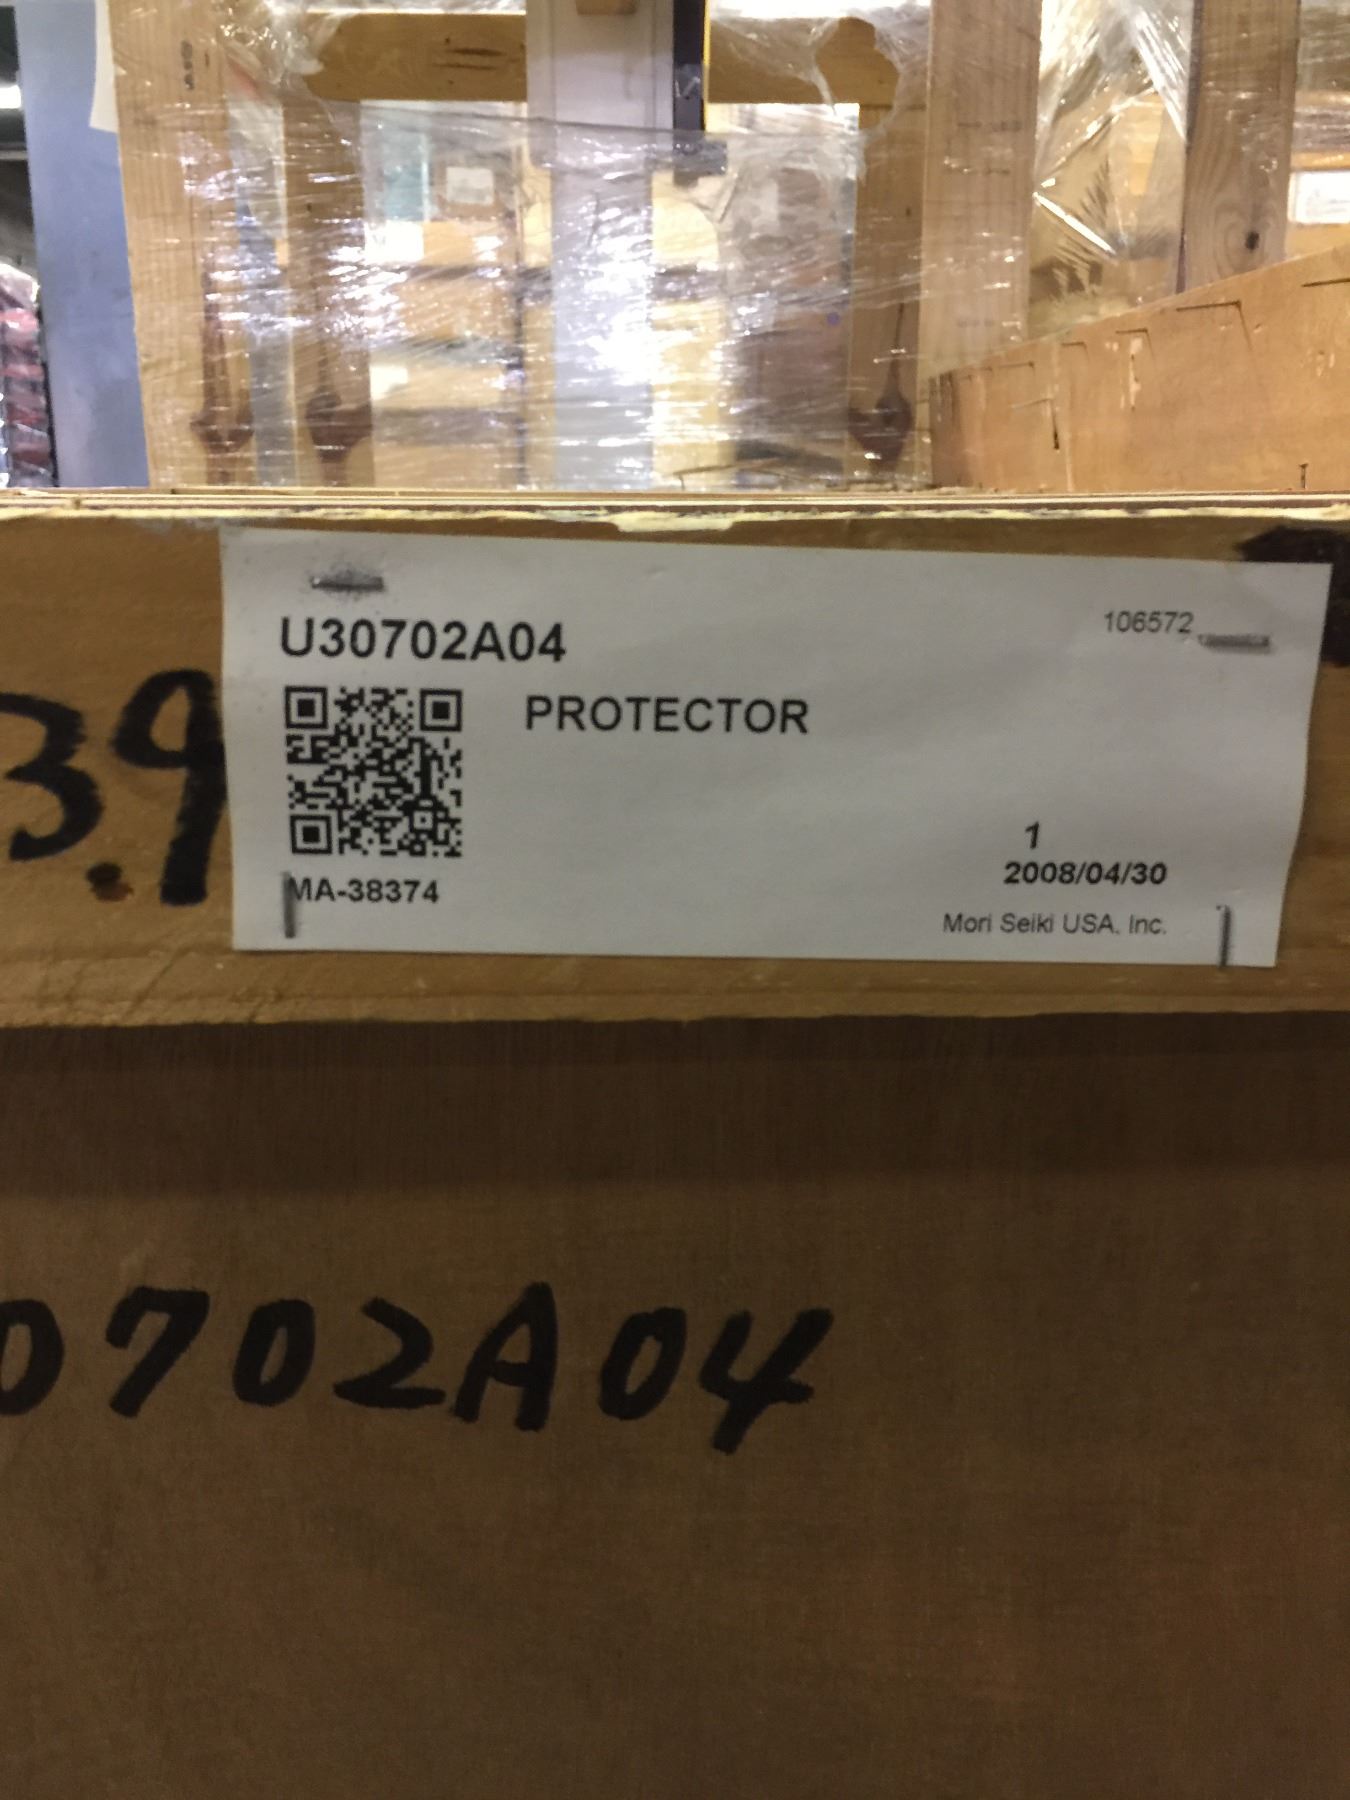 U30702A04
106572
PROTECTOR
1
2008/04/30
MA-38374
Mori Seiki USA, Inc.
3.9
0702A04